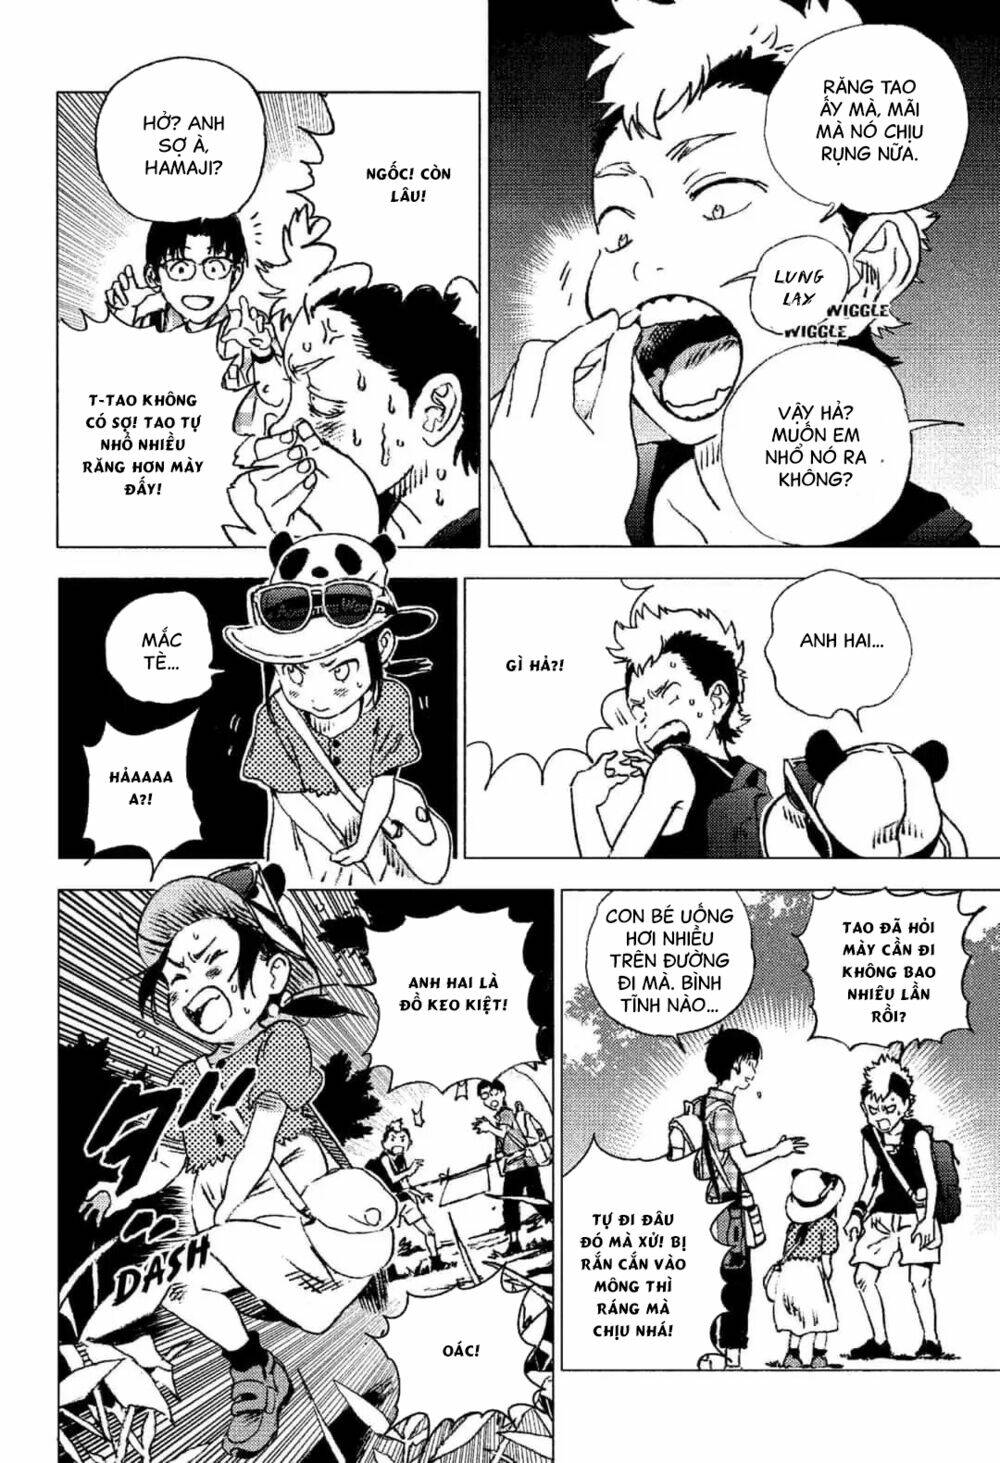 RĂNG TAO
ẤY MÀ, MÃI
MÀ NÓ CHỊU
RỤNG NỮA.
LUNG
LAY
WIGGLE
WIGGLE
VẬY HẢ?
MUỐN EM
NHỔ NÓ RA
KHÔNG?
HỞ? ANH
SỢ À,
HAMAJI?
NGỐC! CÒN
LÂU!
T-TAO KHÔNG
CÓ SỢ! TAO TỰ
NHỔ NHIỀU
RĂNG HƠN MÀY
ĐẤY!
ANH HAI...
GÌ HẢ?!
MẮC
TÈ...
HẢAAAA
A?!
TAO ĐÃ HỎI
MÀY CẦN ĐI
KHÔNG BAO
NHIÊU LẦN
RỒI?
CON BÉ UỐNG
HƠI NHIỀU
TRÊN ĐƯỜNG
ĐI MÀ. BÌNH
TĨNH NÀO...
TỰ ĐI ĐÂU
ĐÓ MÀ XỬ! BỊ
RẮN CẮN VÀO
MÔNG THÌ
RÁNG MÀ
CHỊU NHÁ!
ANH HAI LÀ
ĐỒ KEO KIỆT!
ダッ
DASH
OÁC!